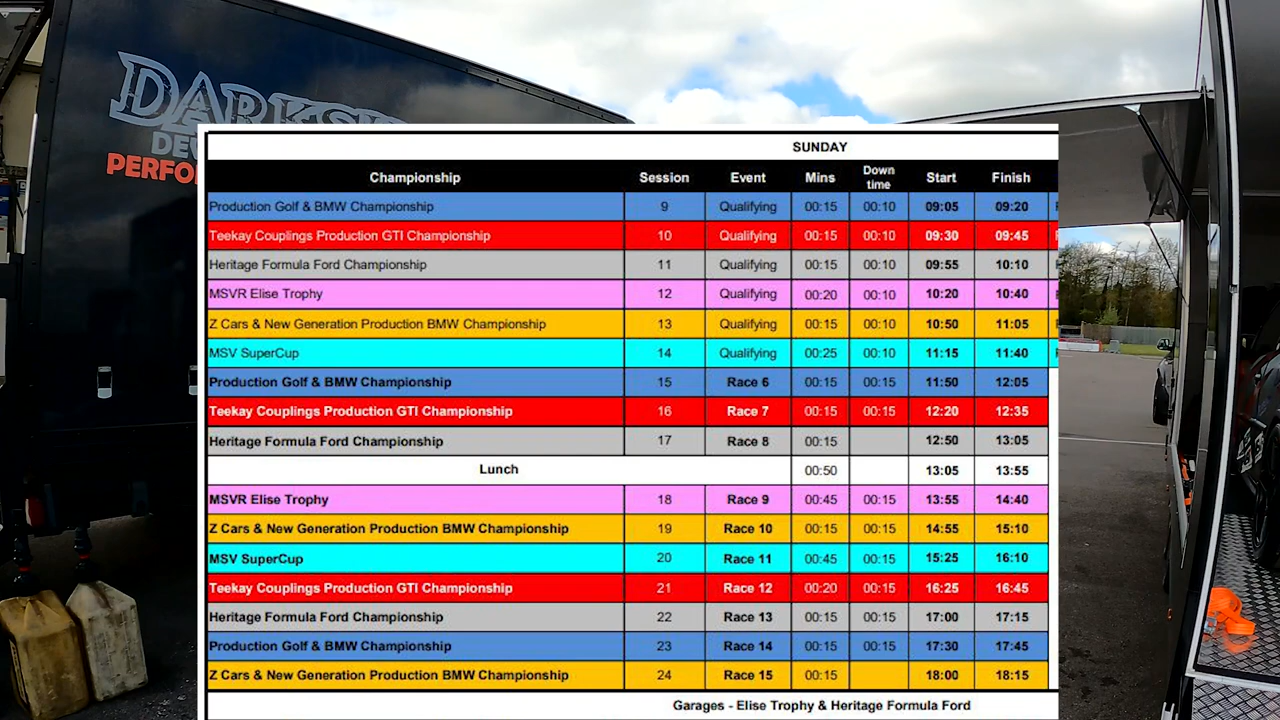 DARKSI
DEV
PERFO
SUNDAY
Championship Session Event Mins Down time Start Finish
Production Golf & BMW Championship 9 Qualifying 00:15 00:10 09:05 09:20
Teekay Couplings Production GTI Championship 10 Qualifying 00:15 00:10 09:30 09:45
Heritage Formula Ford Championship 11 Qualifying 00:15 00:10 09:55 10:10
MSVR Elise Trophy 12 Qualifying 00:20 00:10 10:20 10:40
Z Cars & New Generation Production BMW Championship 13 Qualifying 00:15 00:10 10:50 11:05
MSV SuperCup 14 Qualifying 00:25 00:10 11:15 11:40
Production Golf & BMW Championship 15 Race 6 00:15 00:15 11:50 12:05
Teekay Couplings Production GTI Championship 16 Race 7 00:15 00:15 12:20 12:35
Heritage Formula Ford Championship 17 Race 8 00:15 12:50 13:05
Lunch 00:50 13:05 13:55
MSVR Elise Trophy 18 Race 9 00:45 00:15 13:55 14:40
Z Cars & New Generation Production BMW Championship 19 Race 10 00:15 00:15 14:55 15:10
MSV SuperCup 20 Race 11 00:45 00:15 15:25 16:10
Teekay Couplings Production GTI Championship 21 Race 12 00:20 00:15 16:25 16:45
Heritage Formula Ford Championship 22 Race 13 00:15 00:15 17:00 17:15
Production Golf & BMW Championship 23 Race 14 00:15 00:15 17:30 17:45
Z Cars & New Generation Production BMW Championship 24 Race 15 00:15 18:00 18:15
Garages - Elise Trophy & Heritage Formula Ford